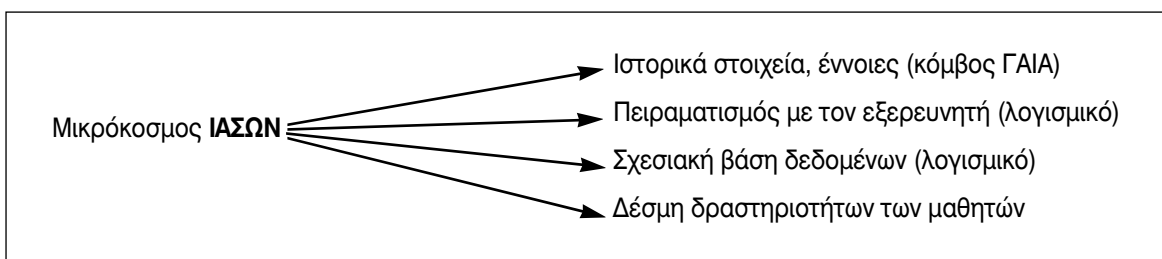 Ιστορικά στοιχεία, έννοιες (κόμβος ΓΑΙΑ)
Πειραματισμός με τον εξερευνητή (λογισμικό)
Μικρόκοσμος ΙΑΣΩΝ
Σχεσιακή βάση δεδομένων (λογισμικό)
Δέσμη δραστηριοτήτων των μαθητών